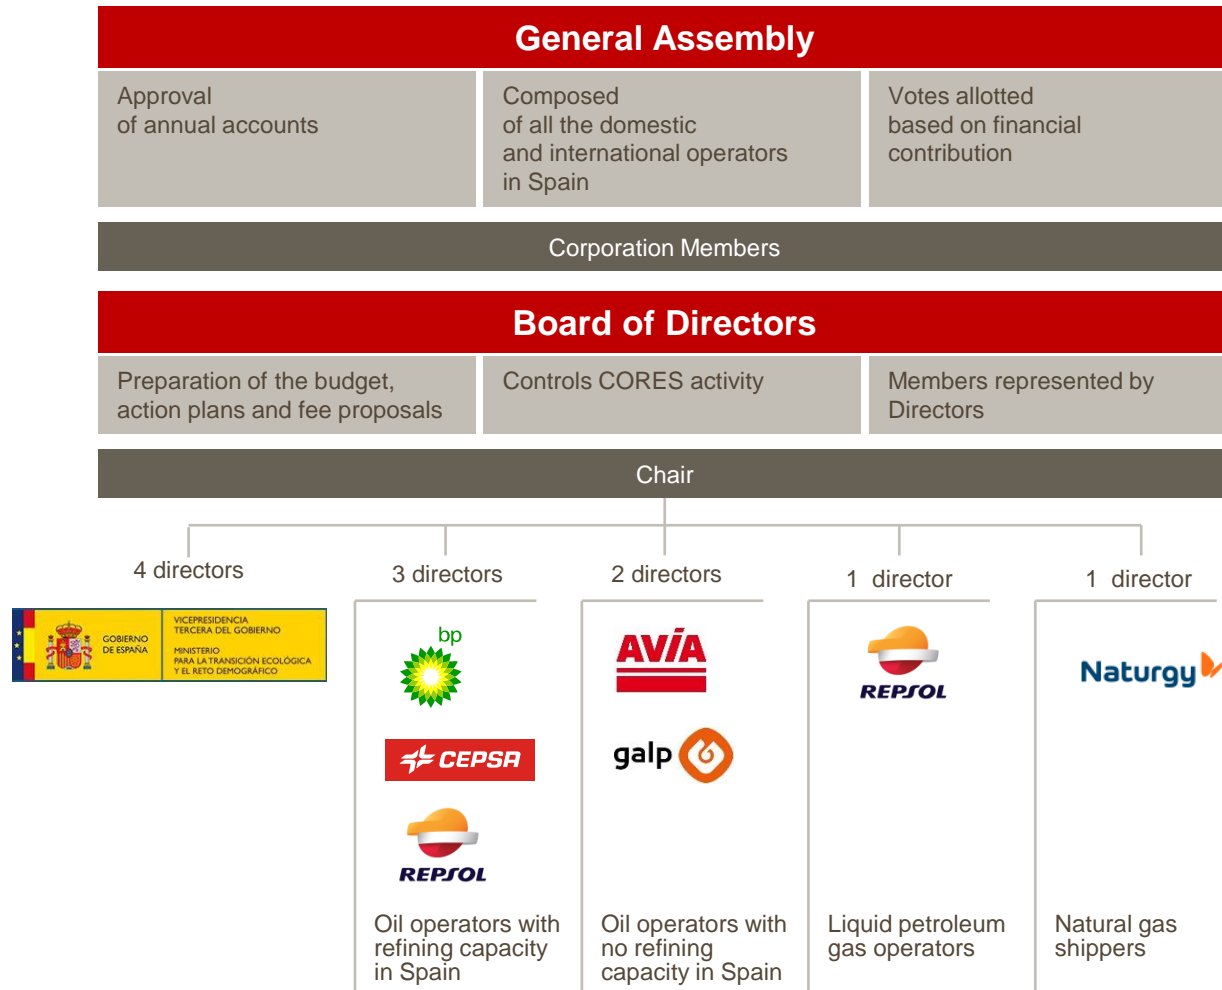 General Assembly
Approval
of annual accounts
Composed
of all the domestic
and international operators
in Spain
Votes allotted
based on financial
contribution
Corporation Members
Board of Directors
Preparation of the budget,
action plans and fee proposals
Controls CORES activity
Members represented by
Directors
Chair
4 directors
3 directors
2 directors
1 director
1 director
GOBIERNO
DE ESPAÑA
VICEPRESIDENCIA
TERCERA DEL GOBIERNO
MINISTERIO
PARA LA TRANSICIÓN ECOLÓGICA
Y EL RETO DEMOGRÁFICO
bp
CEPSA
REPSOL
Oil operators with
refining capacity
in Spain
AVÍA
galp
Oil operators with
no refining
capacity in Spain
REPSOL
Liquid petroleum
gas operators
Naturgy
Natural gas
shippers